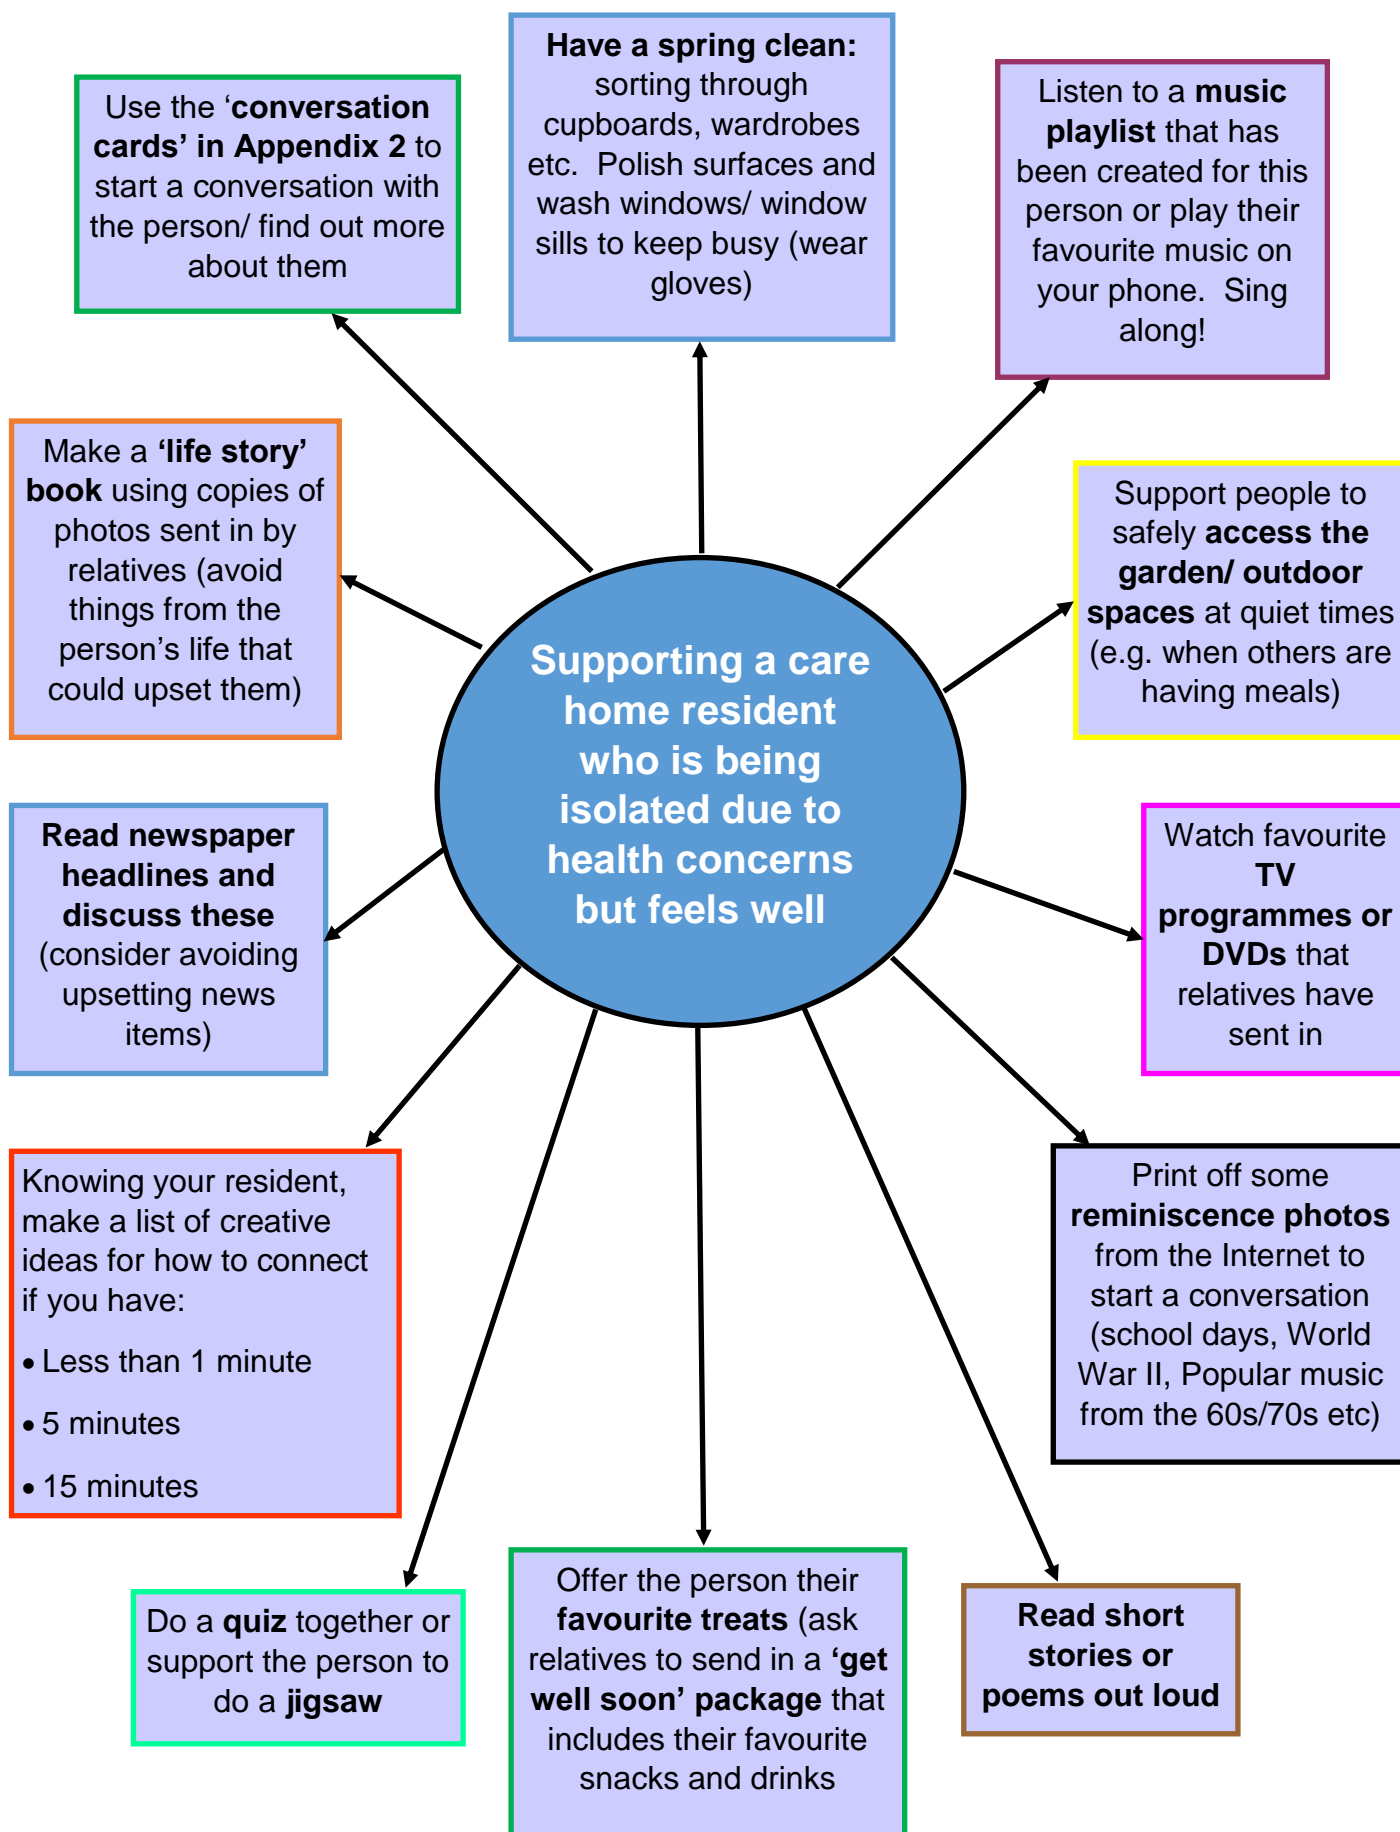 Have a spring clean:
sorting through
cupboards, wardrobes
etc.  Polish surfaces and
wash windows/ window
sills to keep busy (wear
gloves)
Use the ‘conversation
cards’ in Appendix 2 to
start a conversation with
the person/ find out more
about them
Listen to a music
playlist that has
been created for this
person or play their
favourite music on
your phone.  Sing
along!
Make a ‘life story’
book using copies of
photos sent in by
relatives (avoid
things from the
person’s life that
could upset them)
Support people to
safely access the
garden/ outdoor
spaces at quiet times
(e.g. when others are
having meals)
Supporting a care
home resident
who is being
isolated due to
health concerns
but feels well
Read newspaper
headlines and
discuss these
(consider avoiding
upsetting news
items)
Watch favourite
TV
programmes or
DVDs that
relatives have
sent in
Knowing your resident,
make a list of creative
ideas for how to connect
if you have:
• Less than 1 minute
• 5 minutes
• 15 minutes
Print off some
reminiscence photos
from the Internet to
start a conversation
(school days, World
War II, Popular music
from the 60s/70s etc)
Do a quiz together or
support the person to
do a jigsaw
Offer the person their
favourite treats (ask
relatives to send in a ‘get
well soon’ package that
includes their favourite
snacks and drinks
Read short
stories or
poems out loud